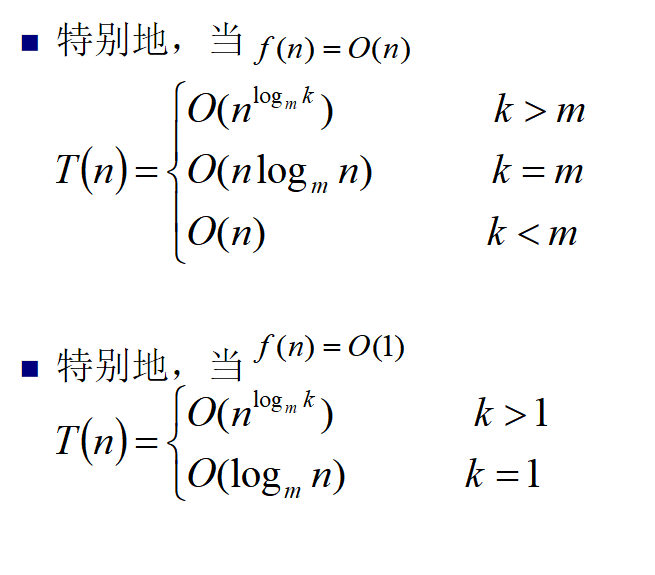 ■ 特别地，当 f(n) = O(n)
T(n) = { O(n^{log_m k})    k > m
O(n log_m n)    k = m
O(n)    k < m
■ 特别地，当 f(n) = O(1)
T(n) = { O(n^{log_m k})    k > 1
O(log_m n)    k = 1